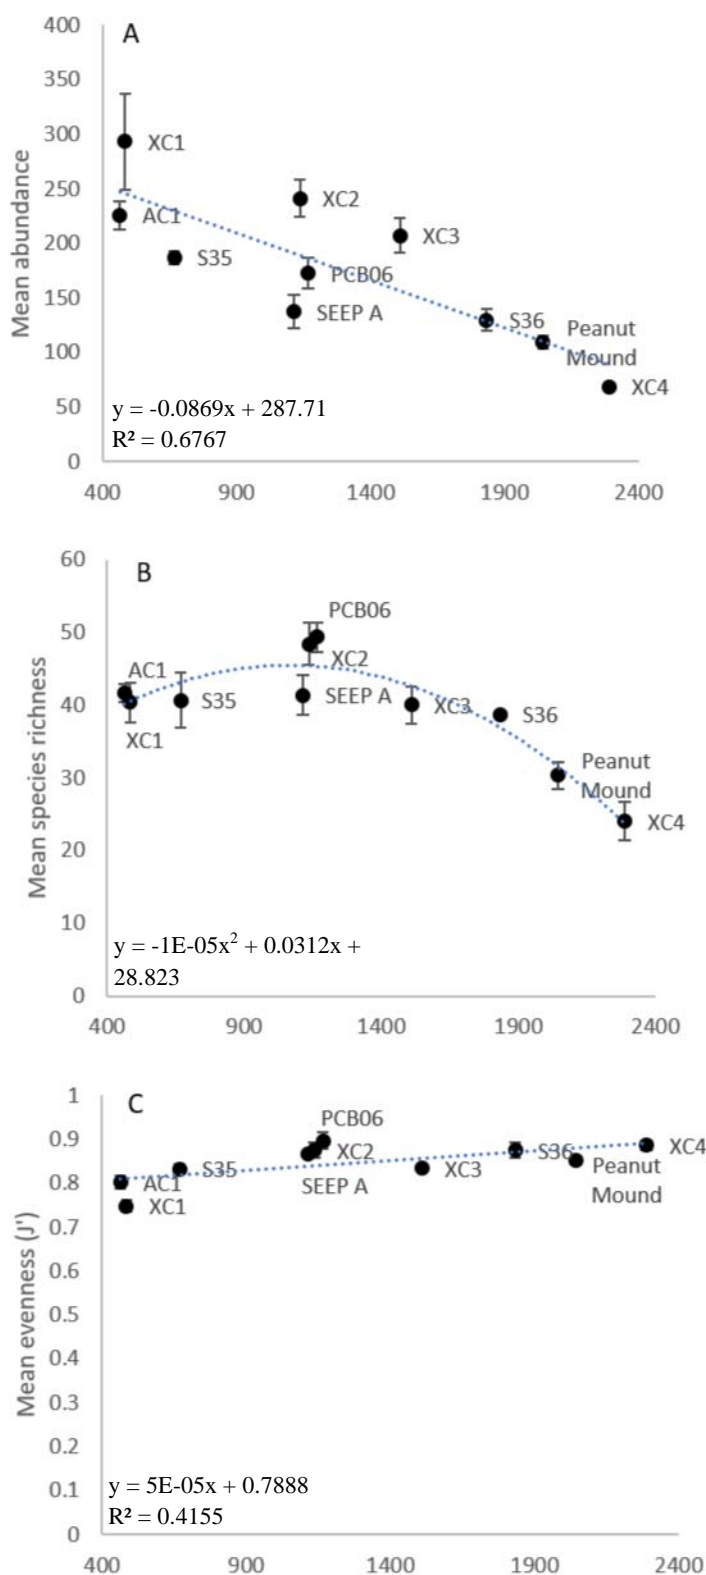 A
400
350
300
250
200
150
100
50
0
Mean abundance
XC1
AC1
S35
XC2
PCB06
SEEP A
XC3
S36
Peanut
Mound
XC4
y = -0.0869x + 287.71
R² = 0.6767
400 900 1400 1900 2400
B
60
50
40
30
20
10
0
Mean species richness
PCB06
AC1
XC2
S35
SEEP A
XC3
S36
XC1
Peanut
Mound
XC4
y = -1E-05x² + 0.0312x +
28.823
400 900 1400 1900 2400
C
1
0.9
0.8
0.7
0.6
0.5
0.4
0.3
0.2
0.1
0
Mean evenness (J')
PCB06
S35
XC2
S36
XC4
AC1
SEEP A
XC3
Peanut
Mound
XC1
y = 5E-05x + 0.7888
R² = 0.4155
400 900 1400 1900 2400